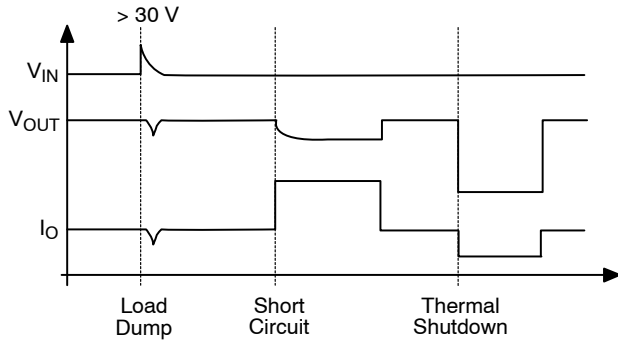 > 30 V
VIN
VOUT
IO
Load
Dump
Short
Circuit
Thermal
Shutdown